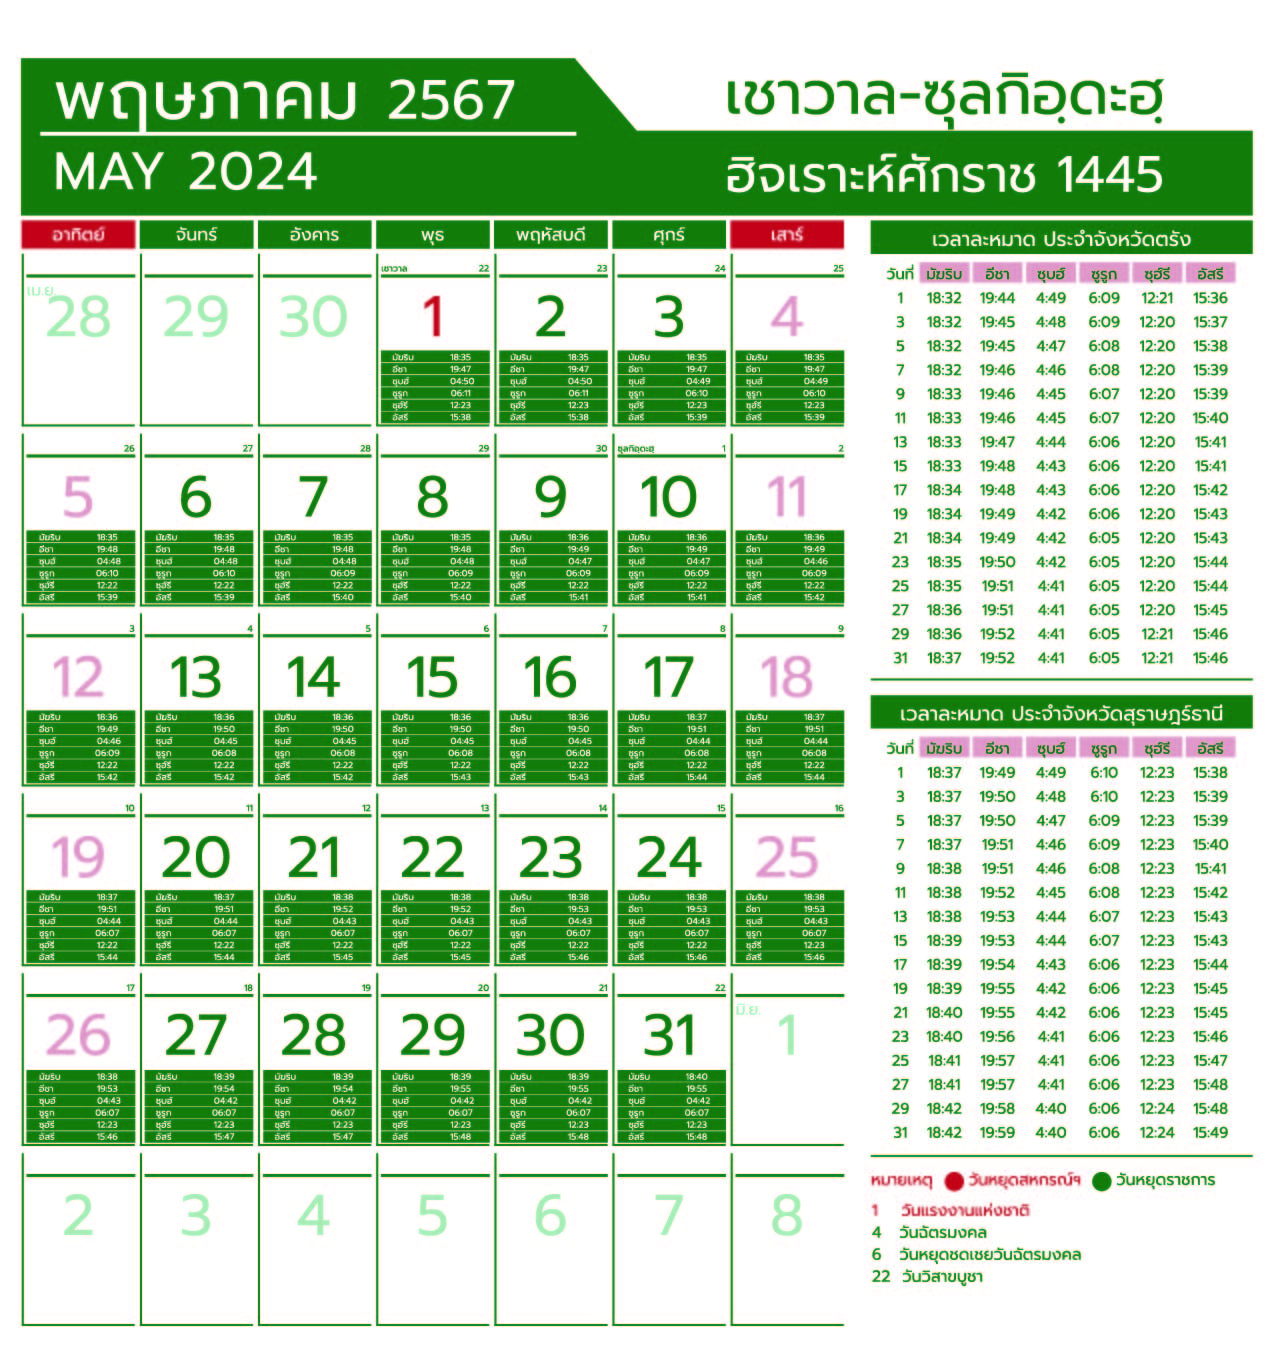 พฤษภาคม 2567
MAY 2024
เชาวาล-ซุลกิอฺดะฮฺ
ฮิจเราะห์ศักราช 1445
อาทิตย์ จันทร์ อังคาร พุธ พฤหัสบดี ศุกร์ เสาร์
เชาวาล 22 23 24 25
เม.ย.
28 29 30 1 2 3 4
มัฆริบ 18:35 มัฆริบ 18:35 มัฆริบ 18:35 มัฆริบ 18:35
อีชา 19:47 อีชา 19:47 อีชา 19:47 อีชา 19:47
ซุบฮ์ 04:50 ซุบฮ์ 04:50 ซุบฮ์ 04:49 ซุบฮ์ 04:49
ซูรูก 06:11 ซูรูก 06:11 ซูรูก 06:10 ซูรูก 06:10
ซุฮ์รี 12:23 ซุฮ์รี 12:23 ซุฮ์รี 12:23 ซุฮ์รี 12:23
อัสรี 15:38 อัสรี 15:38 อัสรี 15:39 อัสรี 15:39
26 27 28 29 30 ซุลกิอฺดะฮฺ 1 2
5 6 7 8 9 10 11
มัฆริบ 18:35 มัฆริบ 18:35 มัฆริบ 18:35 มัฆริบ 18:35 มัฆริบ 18:36 มัฆริบ 18:36 มัฆริบ 18:36
อีชา 19:48 อีชา 19:48 อีชา 19:48 อีชา 19:48 อีชา 19:49 อีชา 19:49 อีชา 19:49
ซุบฮ์ 04:48 ซุบฮ์ 04:48 ซุบฮ์ 04:48 ซุบฮ์ 04:48 ซุบฮ์ 04:47 ซุบฮ์ 04:47 ซุบฮ์ 04:46
ซูรูก 06:10 ซูรูก 06:10 ซูรูก 06:09 ซูรูก 06:09 ซูรูก 06:09 ซูรูก 06:09 ซูรูก 06:09
ซุฮ์รี 12:22 ซุฮ์รี 12:22 ซุฮ์รี 12:22 ซุฮ์รี 12:22 ซุฮ์รี 12:22 ซุฮ์รี 12:22 ซุฮ์รี 12:22
อัสรี 15:39 อัสรี 15:39 อัสรี 15:40 อัสรี 15:40 อัสรี 15:41 อัสรี 15:41 อัสรี 15:42
3 4 5 6 7 8 9
12 13 14 15 16 17 18
มัฆริบ 18:36 มัฆริบ 18:36 มัฆริบ 18:36 มัฆริบ 18:36 มัฆริบ 18:36 มัฆริบ 18:37 มัฆริบ 18:37
อีชา 19:49 อีชา 19:50 อีชา 19:50 อีชา 19:50 อีชา 19:50 อีชา 19:51 อีชา 19:51
ซุบฮ์ 04:46 ซุบฮ์ 04:45 ซุบฮ์ 04:45 ซุบฮ์ 04:45 ซุบฮ์ 04:45 ซุบฮ์ 04:44 ซุบฮ์ 04:44
ซูรูก 06:09 ซูรูก 06:08 ซูรูก 06:08 ซูรูก 06:08 ซูรูก 06:08 ซูรูก 06:08 ซูรูก 06:08
ซุฮ์รี 12:22 ซุฮ์รี 12:22 ซุฮ์รี 12:22 ซุฮ์รี 12:22 ซุฮ์รี 12:22 ซุฮ์รี 12:22 ซุฮ์รี 12:22
อัสรี 15:42 อัสรี 15:42 อัสรี 15:42 อัสรี 15:43 อัสรี 15:43 อัสรี 15:44 อัสรี 15:44
10 11 12 13 14 15 16
19 20 21 22 23 24 25
มัฆริบ 18:37 มัฆริบ 18:37 มัฆริบ 18:38 มัฆริบ 18:38 มัฆริบ 18:38 มัฆริบ 18:38 มัฆริบ 18:38
อีชา 19:51 อีชา 19:51 อีชา 19:52 อีชา 19:52 อีชา 19:53 อีชา 19:53 อีชา 19:53
ซุบฮ์ 04:44 ซุบฮ์ 04:44 ซุบฮ์ 04:43 ซุบฮ์ 04:43 ซุบฮ์ 04:43 ซุบฮ์ 04:43 ซุบฮ์ 04:43
ซูรูก 06:07 ซูรูก 06:07 ซูรูก 06:07 ซูรูก 06:07 ซูรูก 06:07 ซูรูก 06:07 ซูรูก 06:07
ซุฮ์รี 12:22 ซุฮ์รี 12:22 ซุฮ์รี 12:22 ซุฮ์รี 12:22 ซุฮ์รี 12:22 ซุฮ์รี 12:22 ซุฮ์รี 12:23
อัสรี 15:44 อัสรี 15:44 อัสรี 15:45 อัสรี 15:45 อัสรี 15:46 อัสรี 15:46 อัสรี 15:46
17 18 19 20 21 22
มิ.ย.
26 27 28 29 30 31 1
มัฆริบ 18:38 มัฆริบ 18:39 มัฆริบ 18:39 มัฆริบ 18:39 มัฆริบ 18:39 มัฆริบ 18:40
อีชา 19:53 อีชา 19:54 อีชา 19:54 อีชา 19:55 อีชา 19:55 อีชา 19:55
ซุบฮ์ 04:43 ซุบฮ์ 04:42 ซุบฮ์ 04:42 ซุบฮ์ 04:42 ซุบฮ์ 04:42 ซุบฮ์ 04:42
ซูรูก 06:07 ซูรูก 06:07 ซูรูก 06:07 ซูรูก 06:07 ซูรูก 06:07 ซูรูก 06:07
ซุฮ์รี 12:23 ซุฮ์รี 12:23 ซุฮ์รี 12:23 ซุฮ์รี 12:23 ซุฮ์รี 12:23 ซุฮ์รี 12:23
อัสรี 15:46 อัสรี 15:47 อัสรี 15:47 อัสรี 15:48 อัสรี 15:48 อัสรี 15:48
2 3 4 5 6 7 8
เวลาละหมาด ประจำจังหวัดตรัง
วันที่ มัฆริบ อีชา ซุบฮ์ ซูรูก ซุฮ์รี อัสรี
1 18:32 19:44 4:49 6:09 12:21 15:36
3 18:32 19:45 4:48 6:09 12:20 15:37
5 18:32 19:45 4:47 6:08 12:20 15:38
7 18:32 19:46 4:46 6:08 12:20 15:39
9 18:33 19:46 4:45 6:07 12:20 15:39
11 18:33 19:46 4:45 6:07 12:20 15:40
13 18:33 19:47 4:44 6:06 12:20 15:41
15 18:33 19:48 4:43 6:06 12:20 15:41
17 18:34 19:48 4:43 6:06 12:20 15:42
19 18:34 19:49 4:42 6:06 12:20 15:43
21 18:34 19:49 4:42 6:05 12:20 15:43
23 18:35 19:50 4:42 6:05 12:20 15:44
25 18:35 19:51 4:41 6:05 12:20 15:44
27 18:36 19:51 4:41 6:05 12:20 15:45
29 18:36 19:52 4:41 6:05 12:21 15:46
31 18:37 19:52 4:41 6:05 12:21 15:46
เวลาละหมาด ประจำจังหวัดสุราษฎร์ธานี
วันที่ มัฆริบ อีชา ซุบฮ์ ซูรูก ซุฮ์รี อัสรี
1 18:37 19:49 4:49 6:10 12:23 15:38
3 18:37 19:50 4:48 6:10 12:23 15:39
5 18:37 19:50 4:47 6:09 12:23 15:39
7 18:37 19:51 4:46 6:09 12:23 15:40
9 18:38 19:51 4:46 6:08 12:23 15:41
11 18:38 19:52 4:45 6:08 12:23 15:42
13 18:38 19:53 4:44 6:07 12:23 15:43
15 18:39 19:53 4:44 6:07 12:23 15:43
17 18:39 19:54 4:43 6:06 12:23 15:44
19 18:39 19:55 4:42 6:06 12:23 15:45
21 18:40 19:55 4:42 6:06 12:23 15:45
23 18:40 19:56 4:41 6:06 12:23 15:46
25 18:41 19:57 4:41 6:06 12:23 15:47
27 18:41 19:57 4:41 6:06 12:23 15:48
29 18:42 19:58 4:40 6:06 12:24 15:48
31 18:42 19:59 4:40 6:06 12:24 15:49
หมายเหตุ วันหยุดสหกรณ์ฯ วันหยุดราชการ
1 วันแรงงานแห่งชาติ
4 วันฉัตรมงคล
6 วันหยุดชดเชยวันฉัตรมงคล
22 วันวิสาขบูชา